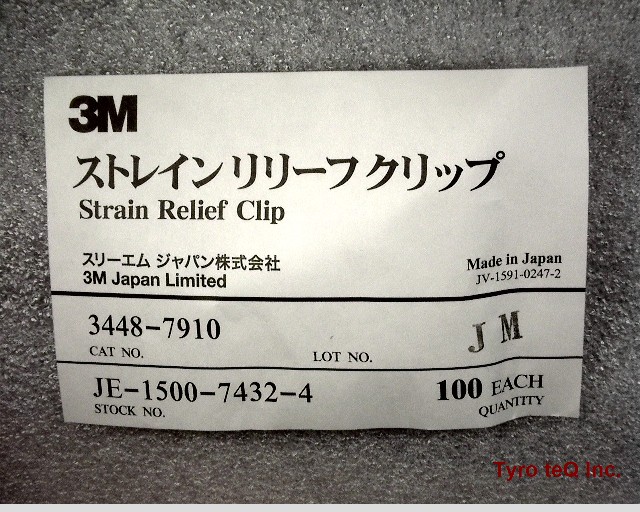 3M
ストレインリリーフクリップ
Strain Relief Clip
スリーエム ジャパン株式会社
3M Japan Limited
Made in Japan
JV-1591-0247-2
3448-7910
CAT NO.
LOT NO.
J M
JE-1500-7432-4
STOCK NO.
100 EACH
QUANTITY
Tyro teQ Inc.